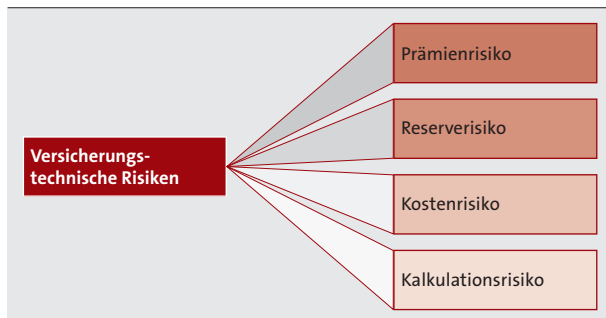 Prämienrisiko
Reserverisiko
Versicherungs-
technische Risiken
Kostenrisiko
Kalkulationsrisiko